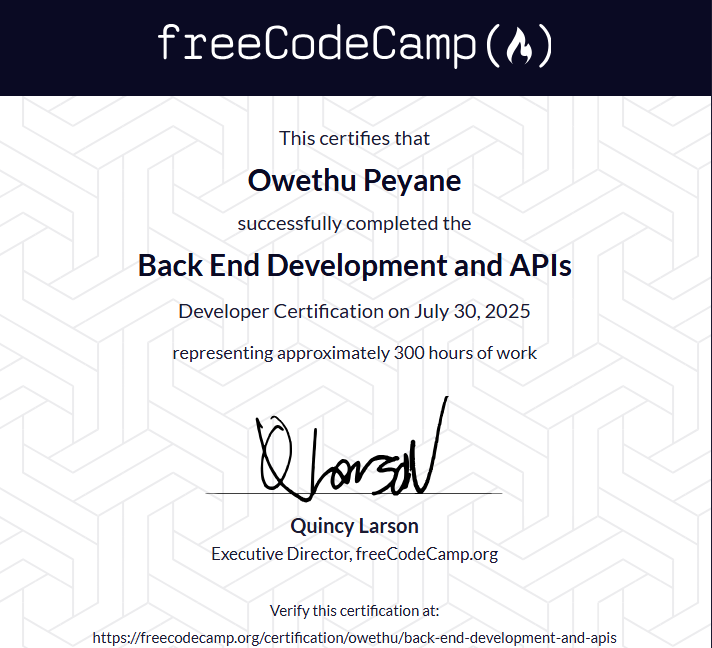 freeCodeCamp
This certifies that
Owethu Peyane
successfully completed the
Back End Development and APIs
Developer Certification on July 30, 2025
representing approximately 300 hours of work
Q Larson
Quincy Larson
Executive Director, freeCodeCamp.org
Verify this certification at:
https://freecodecamp.org/certification/owethu/back-end-development-and-apis